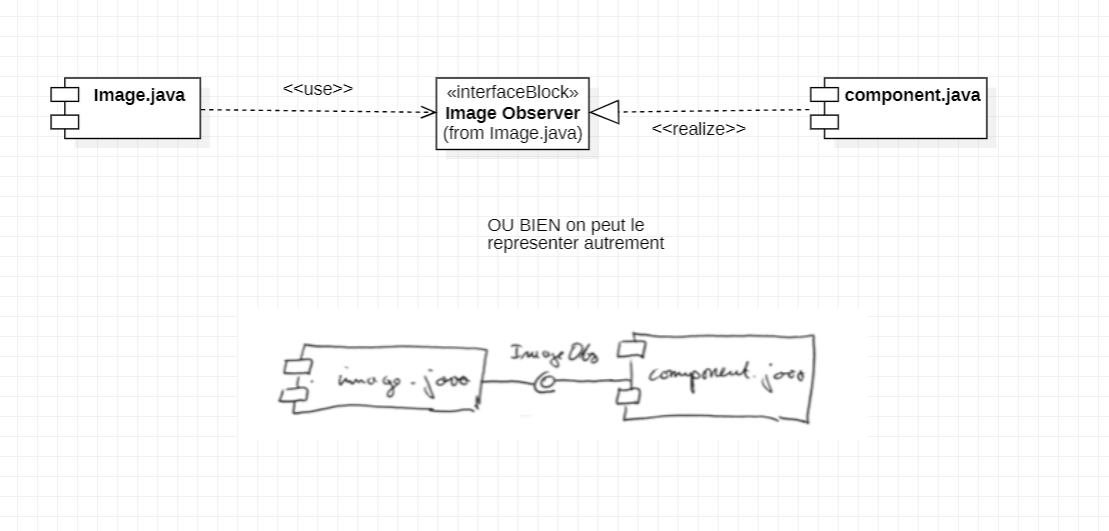 Image.java
<<use>>
«interfaceBlock»
Image Observer
(from Image.java)
<<realize>>
component.java
OU BIEN on peut le
representer autrement
ImageObs
image.java
component.java